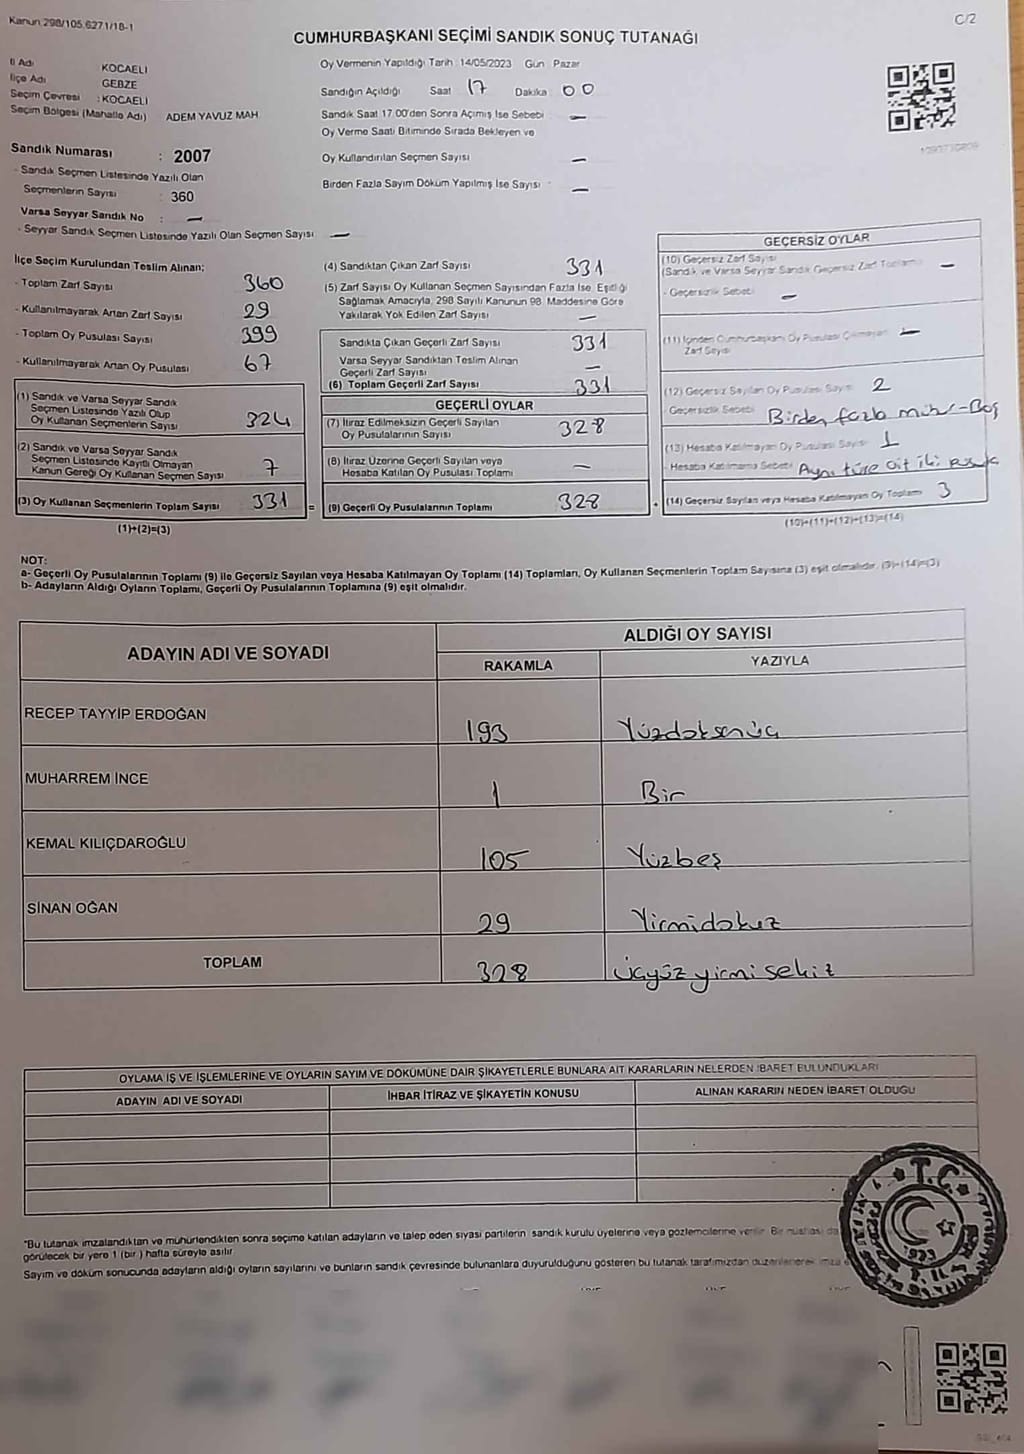 Kanun 298/105,6271/18-1
C/2
CUMHURBAŞKANI SEÇİMİ SANDIK SONUÇ TUTANAĞI
İl Adı KOCAELİ
İlçe Adı GEBZE
Seçim Çevresi : KOCAELİ
Seçim Bölgesi (Mahalle Adı) ADEM YAVUZ MAH.
Sandık Numarası : 2007
- Sandık Seçmen Listesinde Yazılı Olan
Seçmenlerin Sayısı : 360
Varsa Seyyar Sandık No : —
- Seyyar Sandık Seçmen Listesinde Yazılı Olan Seçmen Sayısı —
Oy Vermenin Yapıldığı Tarih : 14/05/2023 Gün : Pazar
Sandığın Açıldığı Saat 17 Dakika 00
Sandık Saat 17.00'den Sonra Açımış İse Sebebi —
Oy Verme Saati Bitiminde Sırada Bekleyen ve
Oy Kullandırılan Seçmen Sayısı —
Birden Fazla Sayım Döküm Yapılmış İse Sayısı : —
İlçe Seçim Kurulundan Teslim Alınan;
- Toplam Zarf Sayısı 360
- Kullanılmayarak Artan Zarf Sayısı 29
- Toplam Oy Pusulası Sayısı 399
- Kullanılmayarak Artan Oy Pusulası 67
(1) Sandık ve Varsa Seyyar Sandık
Seçmen Listesinde Yazılı Olup
Oy Kullanan Seçmenlerin Sayısı 324
(2) Sandık ve Varsa Seyyar Sandık
Seçmen Listesinde Kayıtlı Olmayan
Kanun Gereği Oy Kullanan Seçmen Sayısı 7
(3) Oy Kullanan Seçmenlerin Toplam Sayısı 331 =
(1)+(2)=(3)
(4) Sandıktan Çıkan Zarf Sayısı 331
(5) Zarf Sayısı Oy Kullanan Seçmen Sayısından Fazla İse, Eşitliği
Sağlamak Amacıyla, 298 Sayılı Kanunun 98. Maddesine Göre
Yakılarak Yok Edilen Zarf Sayısı —
Sandıkta Çıkan Geçerli Zarf Sayısı 331
Varsa Seyyar Sandıktan Teslim Alınan
Geçerli Zarf Sayısı —
(6) Toplam Geçerli Zarf Sayısı 331
GEÇERLİ OYLAR
(7) İtiraz Edilmeksizin Geçerli Sayılan
Oy Pusulalarının Sayısı 328
(8) İtiraz Üzerine Geçerli Sayılan veya
Hesaba Katılan Oy Pusulası Toplamı —
(9) Geçerli Oy Pusulalarının Toplamı 328 +
GEÇERSİZ OYLAR
(10) Geçersiz Zarf Sayısı
(Sandık ve Varsa Seyyar Sandık Geçersiz Zarf Toplamı) —
- Geçersizlik Sebebi —
(11) İçinden Cumhurbaşkanı Oy Pusulası Çıkmayan —
Zarf Sayısı
(12) Geçersiz Sayılan Oy Pusulası Sayısı 2
- Geçersizlik Sebebi Birden fazla mühür-Boş
(13) Hesaba Katılmayan Oy Pusulası Sayısı 1
- Hesaba Katılmama Sebebi Aynı türe ait iki pusula
(14) Geçersiz Sayılan veya Hesaba Katılmayan Oy Toplamı 3
(10)+(11)+(12)+(13)=(14)
NOT:
a- Geçerli Oy Pusulalarının Toplamı (9) ile Geçersiz Sayılan veya Hesaba Katılmayan Oy Toplamı (14) Toplamları, Oy Kullanan Seçmenlerin Toplam Sayısına (3) eşit olmalıdır. (9)+(14)=(3)
b- Adayların Aldığı Oyların Toplamı, Geçerli Oy Pusulalarının Toplamına (9) eşit olmalıdır.
ADAYIN ADI VE SOYADI ALDIĞI OY SAYISI
RAKAMLA YAZIYLA
RECEP TAYYİP ERDOĞAN 193 Yüzdoksanüç
MUHARREM İNCE 1 Bir
KEMAL KILIÇDAROĞLU 105 Yüzbeş
SİNAN OĞAN 29 Yirmidokuz
TOPLAM 328 üçyüz yirmi sekiz
OYLAMA İŞ VE İŞLEMLERİNE VE OYLARIN SAYIM VE DÖKÜMÜNE DAİR ŞİKAYETLERLE BUNLARA AİT KARARLARIN NELERDEN İBARET BULUNDUKLARI
ADAYIN ADI VE SOYADI İHBAR İTİRAZ VE ŞİKAYETİN KONUSU ALINAN KARARIN NEDEN İBARET OLDUĞU
"Bu tutanak imzalandıktan ve mühürlendikten sonra seçime katılan adayların ve talep eden siyasi partilerin sandık kurulu üyelerine veya gözlemcilerine verilir. Bir nüshası da
görülecek bir yere 1 (bir ) hafta süreyle asılır.
Sayım ve döküm sonucunda adayların aldığı oyların sayılarını ve bunların sandık çevresinde bulunanlara duyurulduğunu gösteren bu tutanak tarafımızdan düzenlenerek imza
T.C.
1923